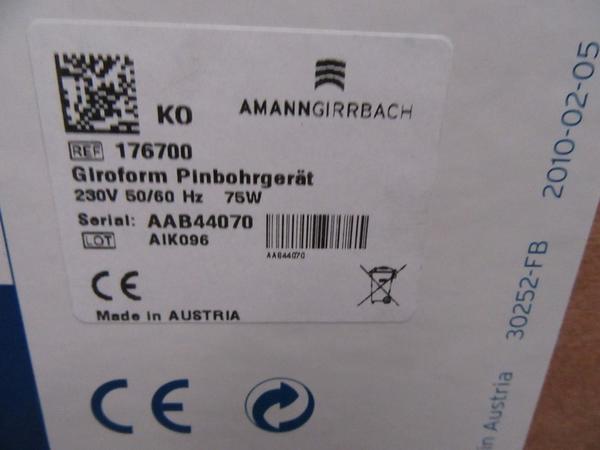 KO
AMANNGIRRBACH
REF 176700
Giroform Pinbohrgerät
230V 50/60 Hz 75W
Serial: AAB44070
LOT AIK096
AAB44070
CE
Made in AUSTRIA
CE
in Austria 30252-FB 2010-02-05